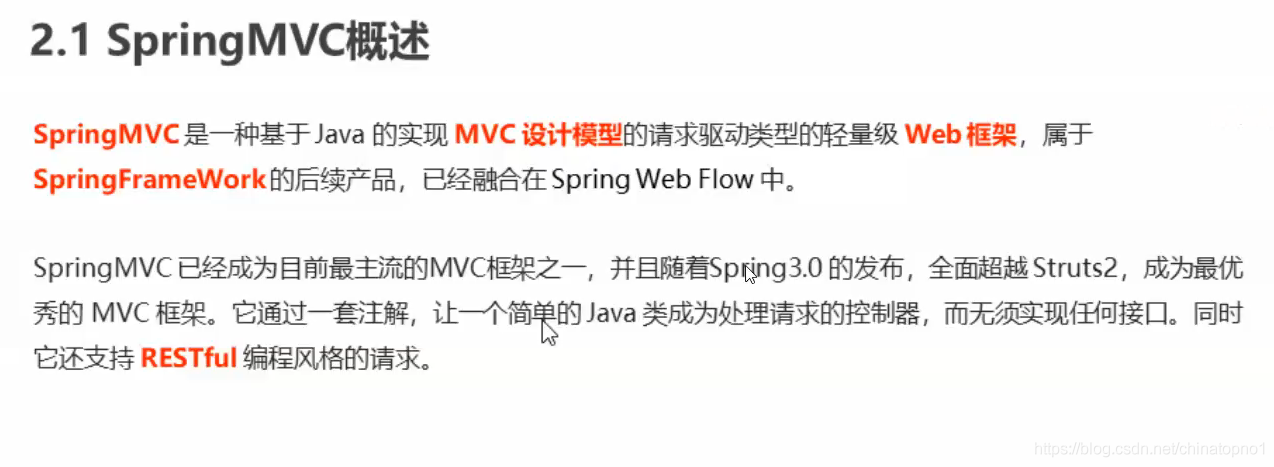 2.1 SpringMVC概述
SpringMVC 是一种基于 Java 的实现 MVC 设计模型的请求驱动类型的轻量级 Web 框架，属于
SpringFrameWork 的后续产品，已经融合在 Spring Web Flow 中。
SpringMVC 已经成为目前最主流的MVC框架之一，并且随着Spring3.0 的发布，全面超越 Struts2，成为最优
秀的 MVC 框架。它通过一套注解，让一个简单的 Java 类成为处理请求的控制器，而无须实现任何接口。同时
它还支持 RESTful 编程风格的请求。
https://blog.csdn.net/chinatopno1